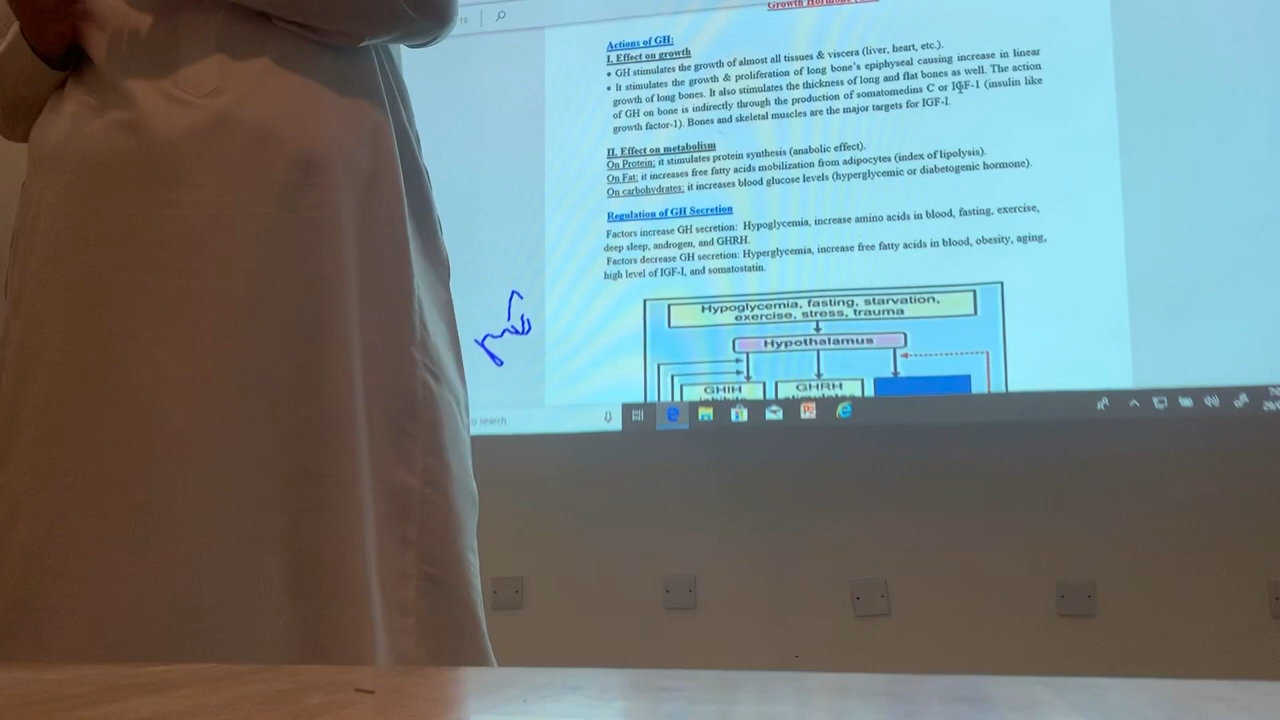 19
Growth Hormone
Actions of GH:
I. Effect on growth
• GH stimulates the growth of almost all tissues & viscera (liver, heart, etc.).
• It stimulates the growth & proliferation of long bone's epiphyseal causing increase in linear
growth of long bones. It also stimulates the thickness of long and flat bones as well. The action
of GH on bone is indirectly through the production of somatomedins C or IGF-1 (insulin like
growth factor-1). Bones and skeletal muscles are the major targets for IGF-I.
II. Effect on metabolism
On Protein: it stimulates protein synthesis (anabolic effect).
On Fat: it increases free fatty acids mobilization from adipocytes (index of lipolysis).
On carbohydrates: it increases blood glucose levels (hyperglycemic or diabetogenic hormone).
Regulation of GH Secretion
Factors increase GH secretion: Hypoglycemia, increase amino acids in blood, fasting, exercise,
deep sleep, androgen, and GHRH.
Factors decrease GH secretion: Hyperglycemia, increase free fatty acids in blood, obesity, aging,
high level of IGF-I, and somatostatin.
Hypoglycemia, fasting, starvation,
exercise, stress, trauma
Hypothalamus
GHIH GHRH
search